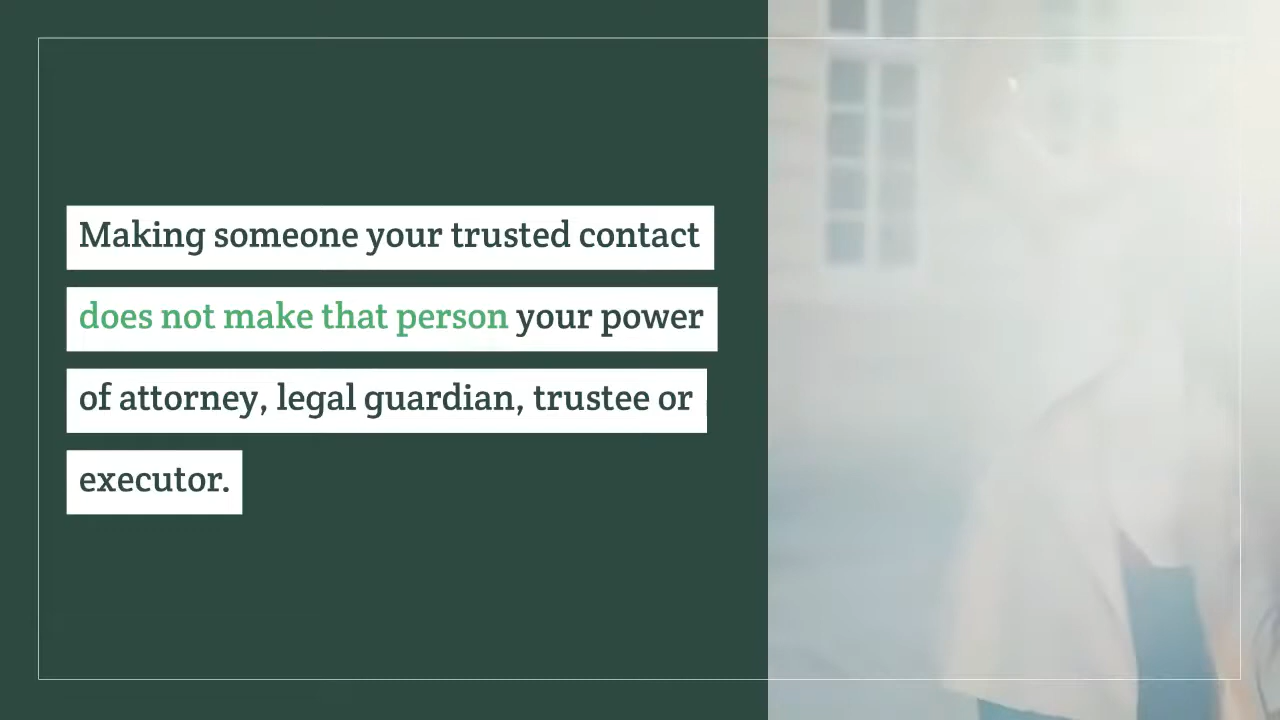 Making someone your trusted contact
does not make that person your power
of attorney, legal guardian, trustee or
executor.